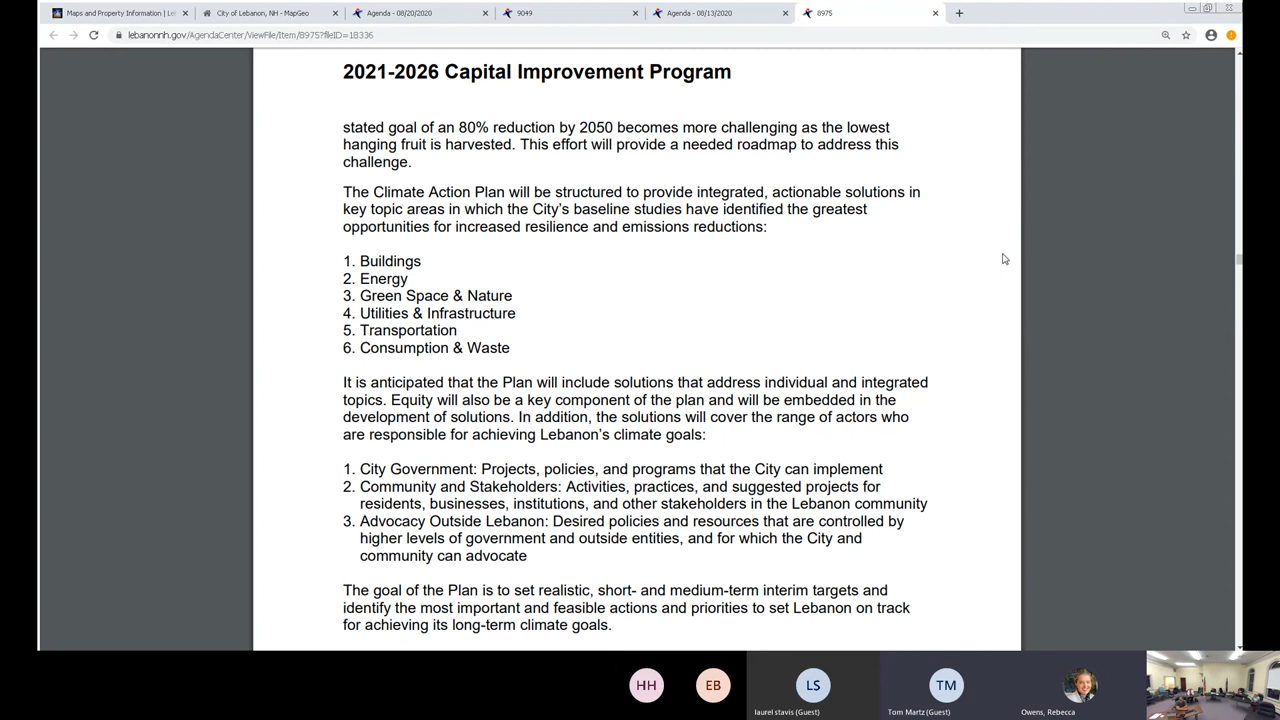 Maps and Property Information | Le
City of Lebanon, NH - MapGeo
Agenda - 08/20/2020
9049
Agenda - 08/13/2020
8975
lebanonnh.gov/AgendaCenter/ViewFile/Item/8975?fileID=18336
2021-2026 Capital Improvement Program
stated goal of an 80% reduction by 2050 becomes more challenging as the lowest
hanging fruit is harvested. This effort will provide a needed roadmap to address this
challenge.
The Climate Action Plan will be structured to provide integrated, actionable solutions in
key topic areas in which the City's baseline studies have identified the greatest
opportunities for increased resilience and emissions reductions:
1. Buildings
2. Energy
3. Green Space & Nature
4. Utilities & Infrastructure
5. Transportation
6. Consumption & Waste
It is anticipated that the Plan will include solutions that address individual and integrated
topics. Equity will also be a key component of the plan and will be embedded in the
development of solutions. In addition, the solutions will cover the range of actors who
are responsible for achieving Lebanon's climate goals:
1. City Government: Projects, policies, and programs that the City can implement
2. Community and Stakeholders: Activities, practices, and suggested projects for
residents, businesses, institutions, and other stakeholders in the Lebanon community
3. Advocacy Outside Lebanon: Desired policies and resources that are controlled by
higher levels of government and outside entities, and for which the City and
community can advocate
The goal of the Plan is to set realistic, short- and medium-term interim targets and
identify the most important and feasible actions and priorities to set Lebanon on track
for achieving its long-term climate goals.
HH
EB
LS
TM
laurel stavis (Guest)
Tom Martz (Guest)
Owens, Rebecca